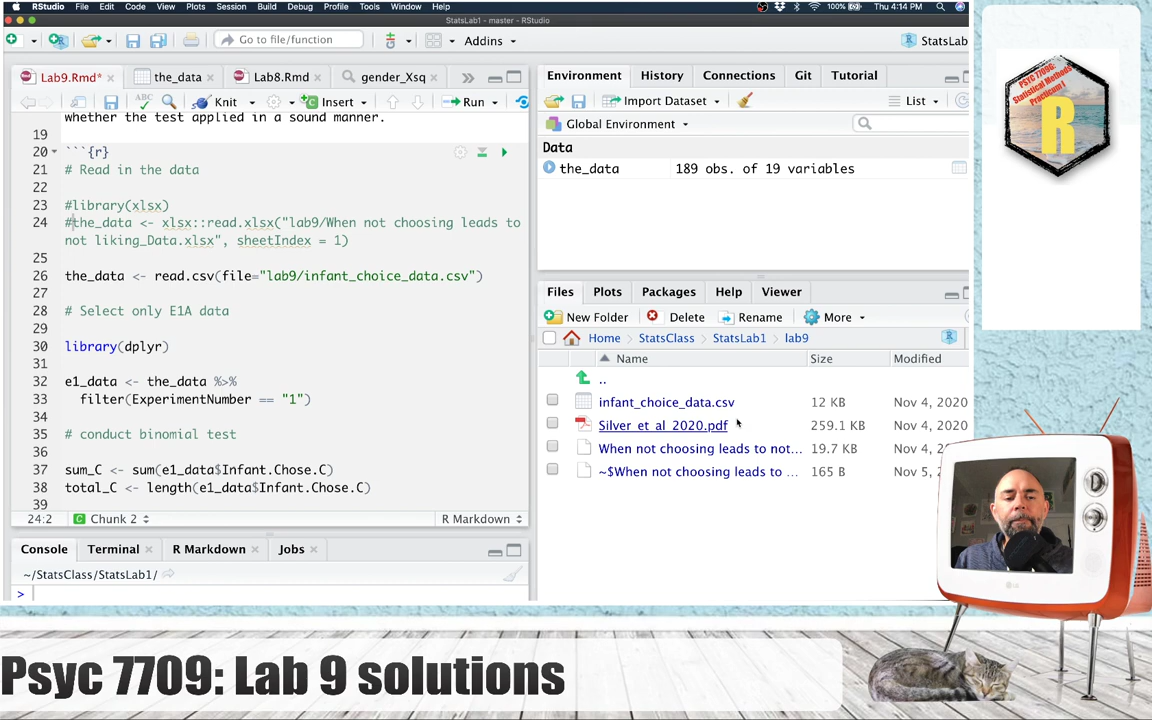 RStudio File Edit Code View Plots Session Build Debug Profile Tools Window Help 100% Thu 4:14 PM
StatsLab1 - master - RStudio
Go to file/function Addins StatsLab
Lab9.Rmd* the_data Lab8.Rmd gender_Xsq
Knit Insert Run
whether the test applied in a sound manner.
19
20 ```{r}
21 # Read in the data
22
23 #library(xlsx)
24 #the_data <- xlsx::read.xlsx("lab9/When not choosing leads to
not liking_Data.xlsx", sheetIndex = 1)
25
26 the_data <- read.csv(file="lab9/infant_choice_data.csv")
27
28 # Select only E1A data
29
30 library(dplyr)
31
32 e1_data <- the_data %>%
33 filter(ExperimentNumber == "1")
34
35 # conduct binomial test
36
37 sum_C <- sum(e1_data$Infant.Chose.C)
38 total_C <- length(e1_data$Infant.Chose.C)
39
24:2 Chunk 2 R Markdown
Console Terminal R Markdown Jobs
~/StatsClass/StatsLab1/
>
Environment History Connections Git Tutorial
Import Dataset List
Global Environment
Data
the_data 189 obs. of 19 variables
Files Plots Packages Help Viewer
New Folder Delete Rename More
Home StatsClass StatsLab1 lab9
Name Size Modified
..
infant_choice_data.csv 12 KB Nov 4, 2020
Silver_et_al_2020.pdf 259.1 KB Nov 4, 2020
When not choosing leads to not... 19.7 KB Nov 4, 2020
~$When not choosing leads to ... 165 B Nov 5, 2
PSYC 7709G:
Statistical Methods
Practicum I
R
LG
Psyc 7709: Lab 9 solutions